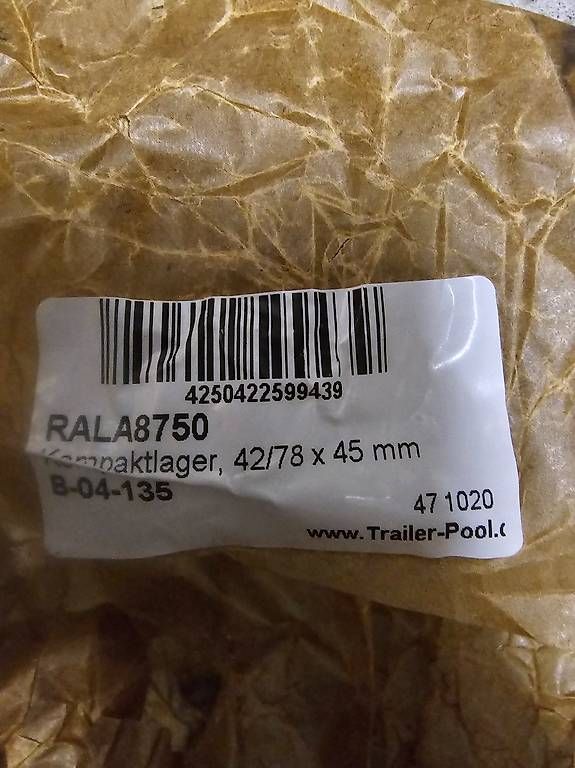 4250422599439
RALA8750
Kompaktlager, 42/78 x 45 mm
B-04-135
47 1020
www.Trailer-Pool.